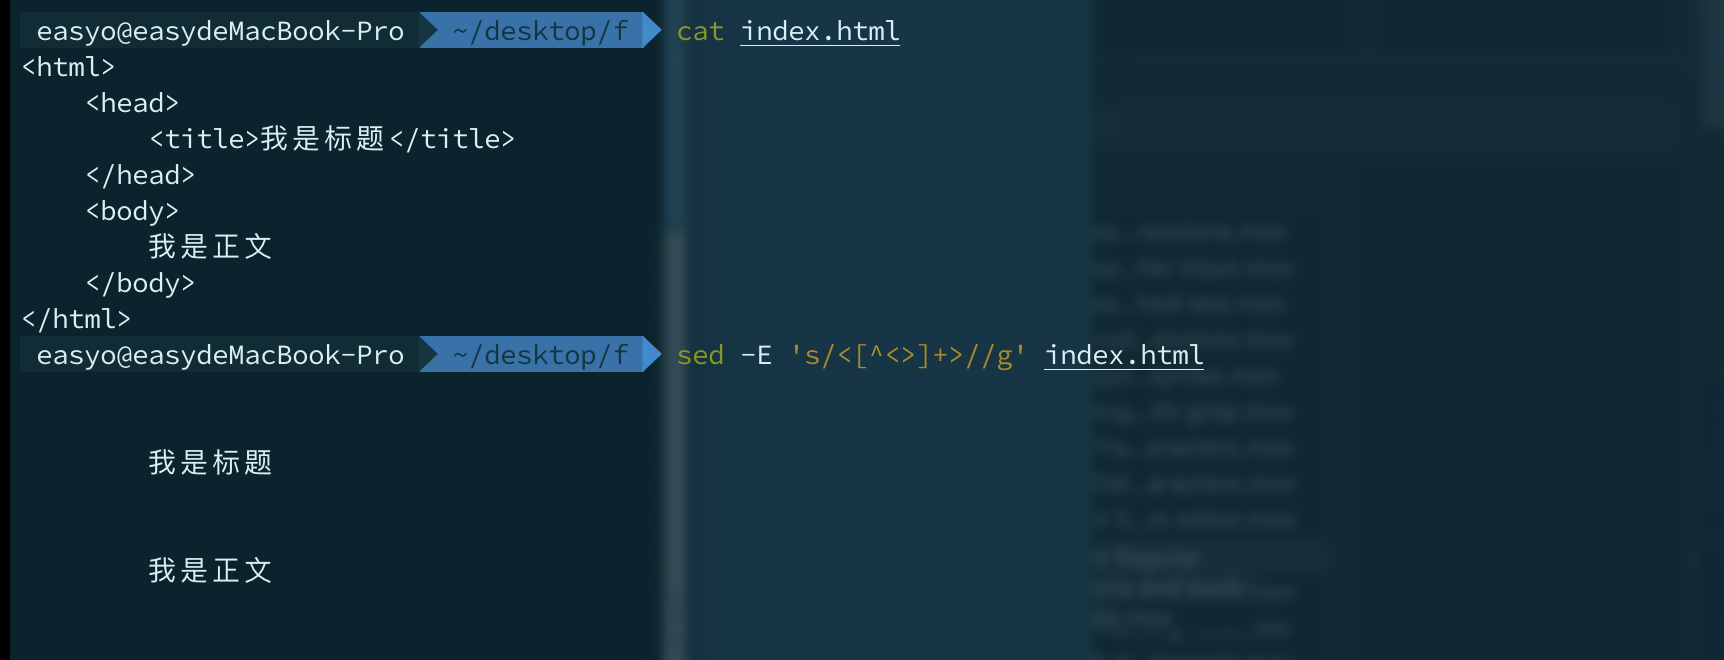 easyo@easydeMacBook-Pro ~/desktop/f cat index.html
<html>
    <head>
        <title>我是标题</title>
    </head>
    <body>
        我是正文
    </body>
</html>
easyo@easydeMacBook-Pro ~/desktop/f sed -E 's/<[^<>]+>//g' index.html
        我是标题
        我是正文